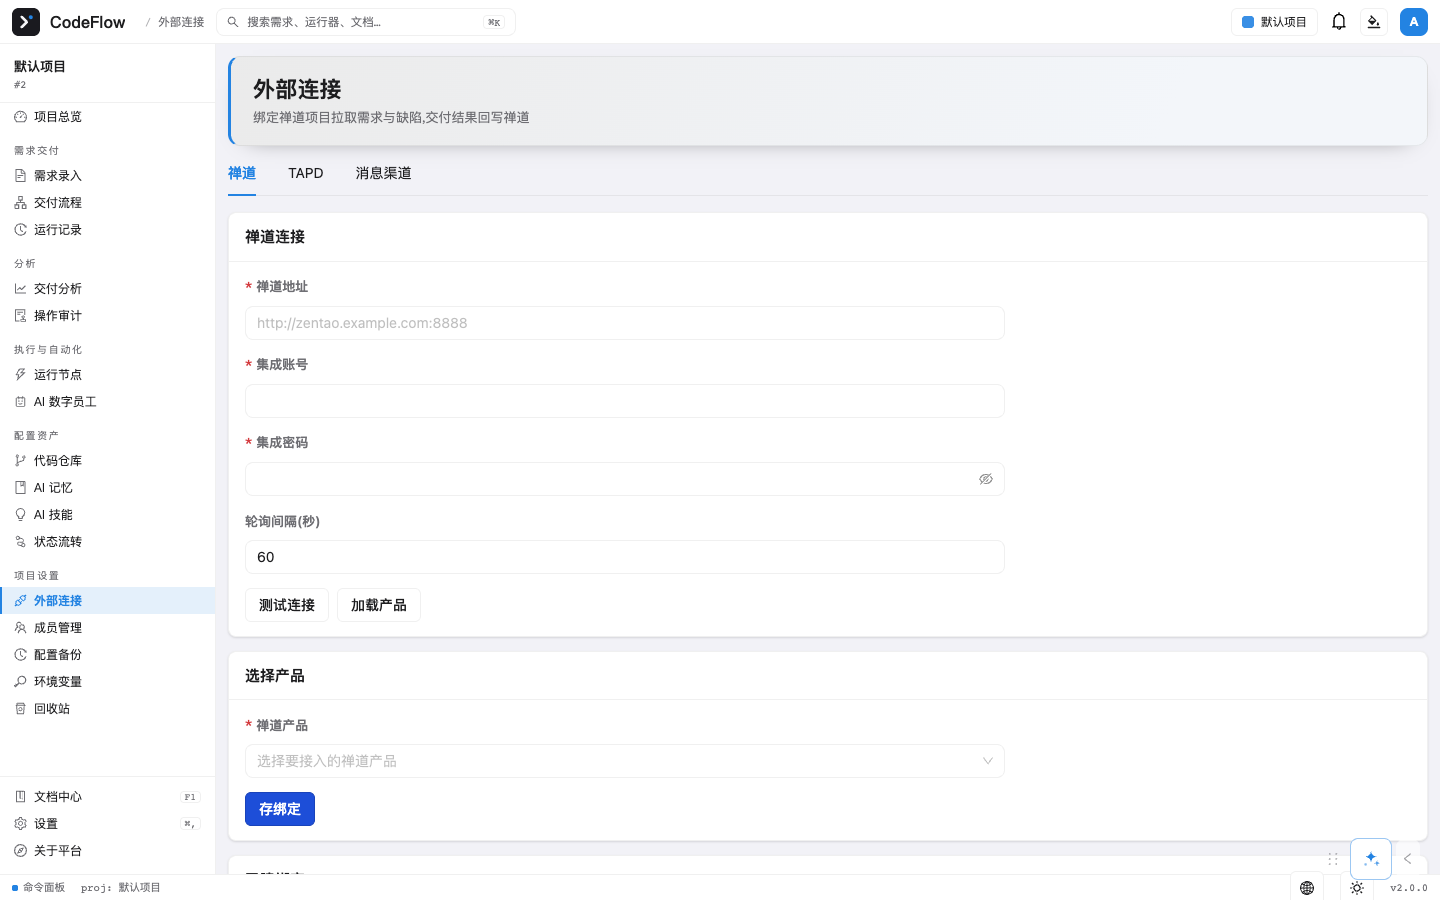 CodeFlow
/ 外部连接
搜索需求、运行器、文档...
⌘K
默认项目
A
默认项目
#2
项目总览
需求交付
需求录入
交付流程
运行记录
分析
交付分析
操作审计
执行与自动化
运行节点
AI 数字员工
配置资产
代码仓库
AI 记忆
AI 技能
状态流转
项目设置
外部连接
成员管理
配置备份
环境变量
回收站
文档中心
F1
设置
⌘,
关于平台
外部连接
绑定禅道项目拉取需求与缺陷,交付结果回写禅道
禅道
TAPD
消息渠道
禅道连接
* 禅道地址
http://zentao.example.com:8888
* 集成账号
* 集成密码
轮询间隔(秒)
60
测试连接
加载产品
选择产品
* 禅道产品
选择要接入的禅道产品
存绑定
命令面板
proj: 默认项目
v2.0.0